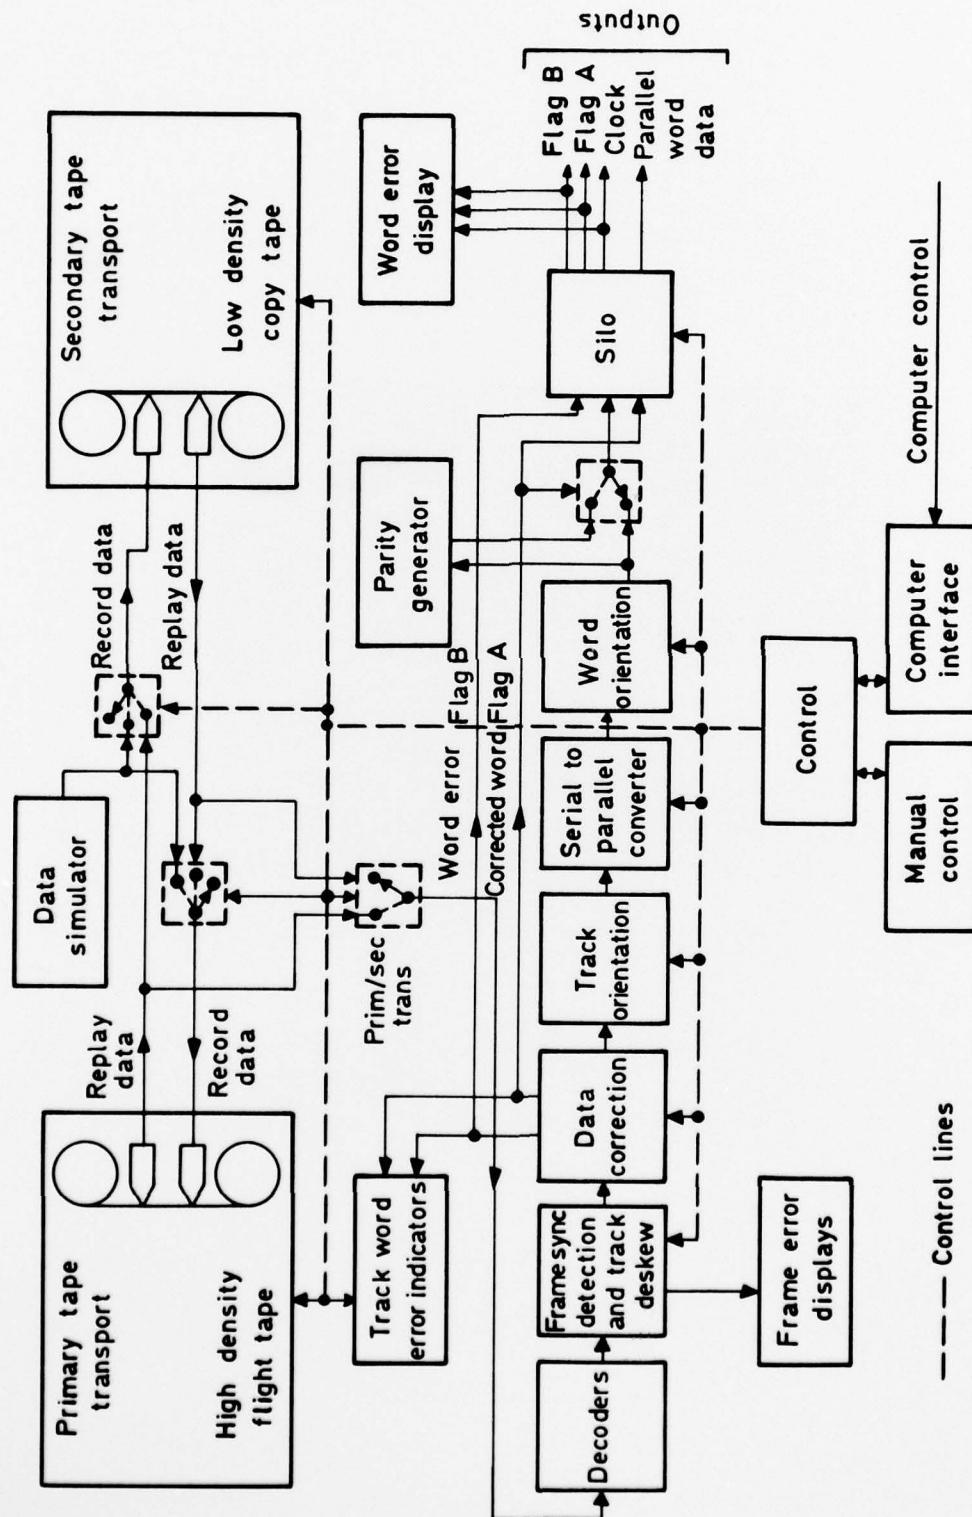 Primary tape
transport
High density
flight tape
Replay
data
Record
data
Data
simulator
Record data
Replay data
Secondary tape
transport
Low density
copy tape
Prim/sec
trans
Track word
error indicators
Word error
Flag B
Corrected word
Flag A
Parity
generator
Word error
display
Decoders
Framesync
detection
and track
deskew
Data
correction
Track
orientation
Serial to
parallel
converter
Word
orientation
Silo
Flag B
Flag A
Clock
Parallel
word
data
Outputs
Frame error
displays
Control
Manual
control
Computer
interface
Computer control
Control lines